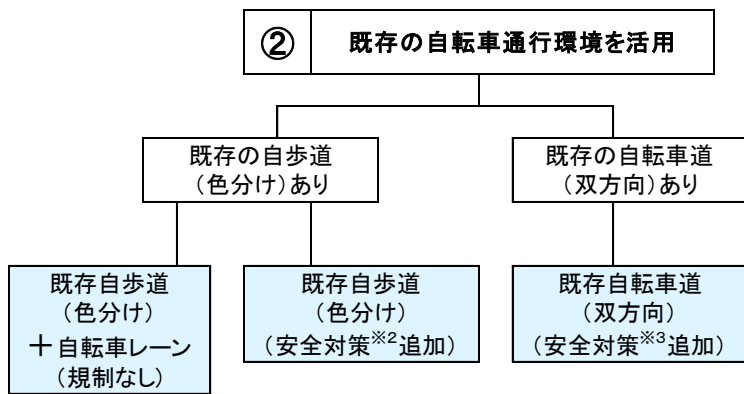 ② 既存の自転車通行環境を活用
既存の自歩道
（色分け）あり
既存の自転車道
（双方向）あり
既存自歩道
（色分け）
＋自転車レーン
（規制なし）
既存自歩道
（色分け）
（安全対策※2追加）
既存自転車道
（双方向）
（安全対策※3追加）